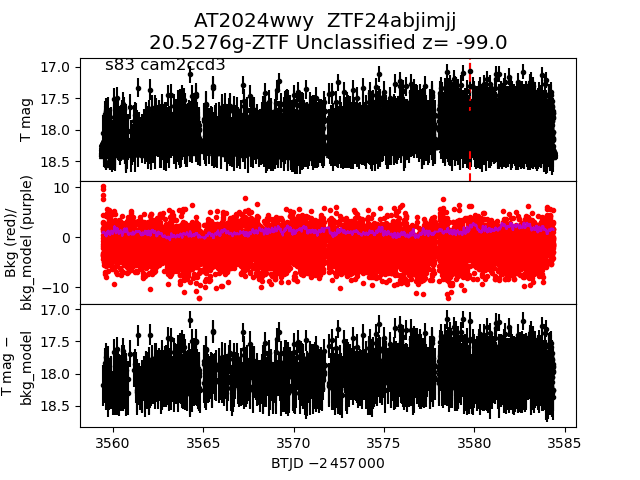 AT2024wwy  ZTF24abjimjj
20.5276g-ZTF Unclassified z= -99.0
s83 cam2ccd3
17.0
17.5
18.0
18.5
T mag
10
0
−10
Bkg (red)/
bkg_model (purple)
17.0
17.5
18.0
18.5
T mag −
bkg_model
3560
3565
3570
3575
3580
3585
BTJD −2 457 000